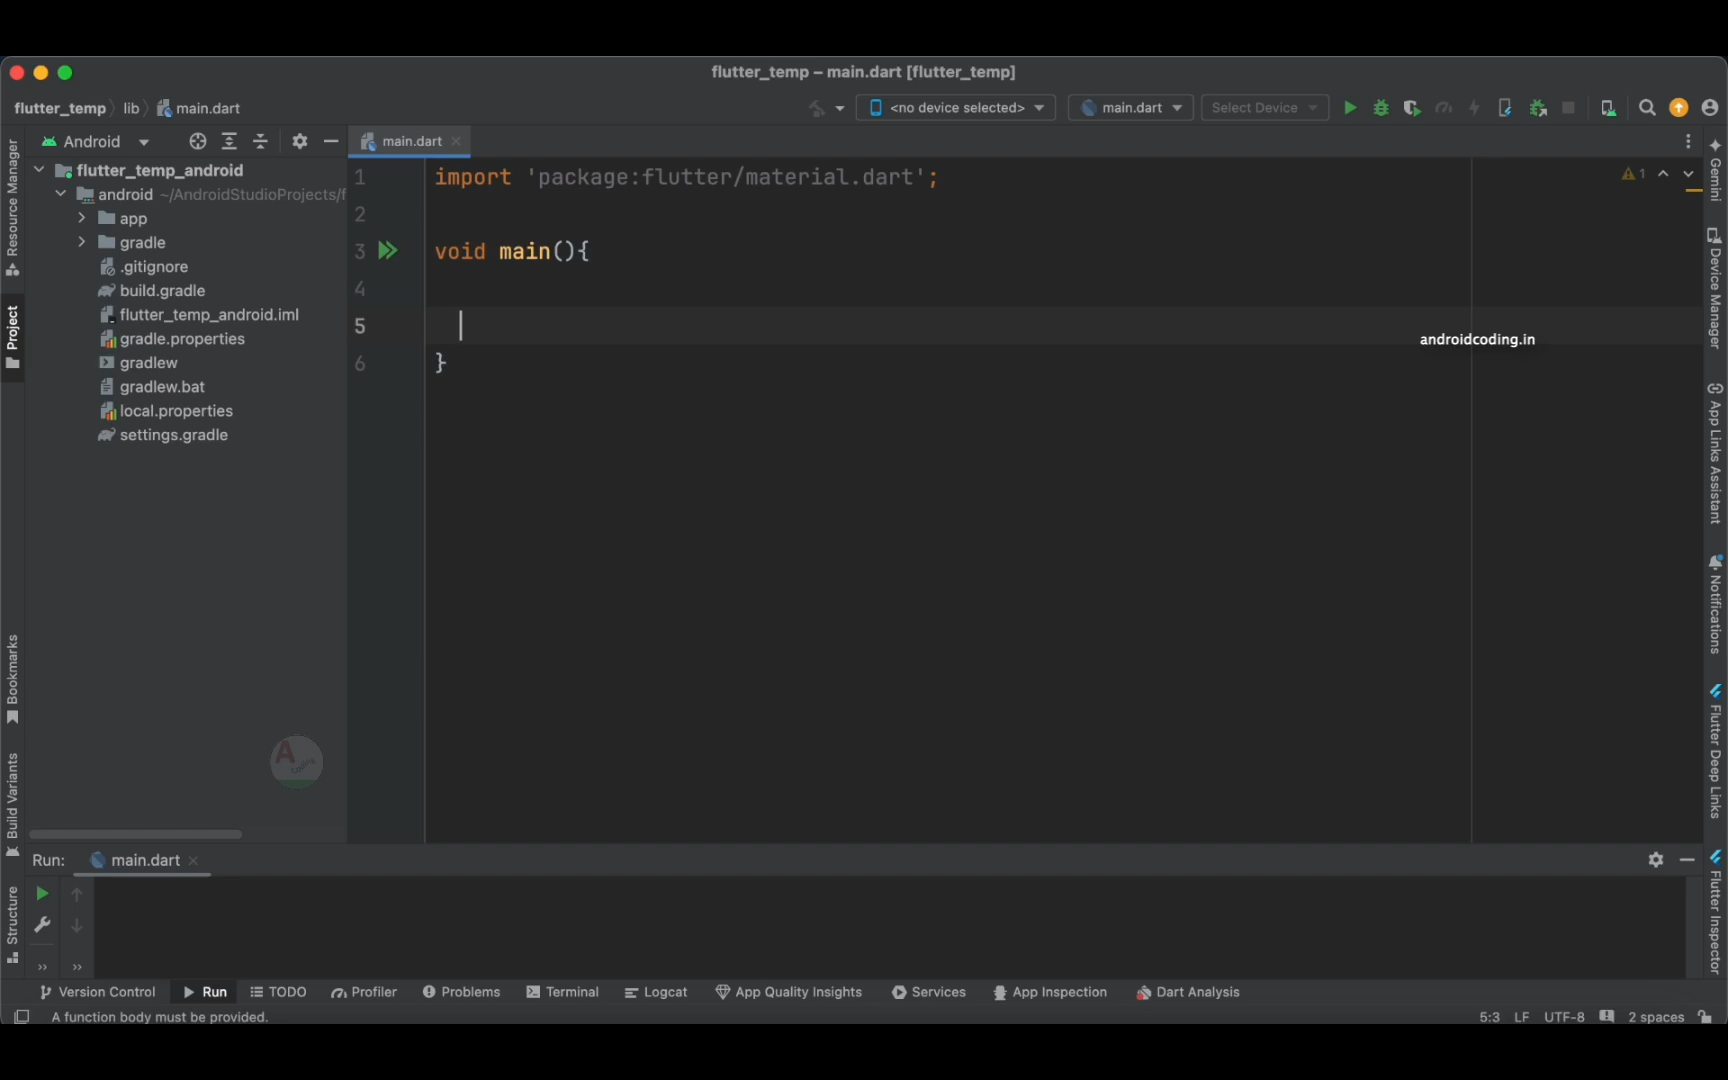 flutter_temp – main.dart [flutter_temp]
flutter_temp lib main.dart <no device selected> main.dart Select Device
Android main.dart
flutter_temp_android
android ~/AndroidStudioProjects/f
app
gradle
.gitignore
build.gradle
flutter_temp_android.iml
gradle.properties
gradlew
gradlew.bat
local.properties
settings.gradle
Resource Manager
Project
Bookmarks
Build Variants
Structure
1 import 'package:flutter/material.dart';
2
3 void main(){
4
5
6 }
1
androidcoding.in
A
Gemini
Device Manager
App Links Assistant
Notifications
Flutter Deep Links
Flutter Inspector
Run: main.dart
Version Control Run TODO Profiler Problems Terminal Logcat App Quality Insights Services App Inspection Dart Analysis
A function body must be provided. 5:3 LF UTF-8 2 spaces